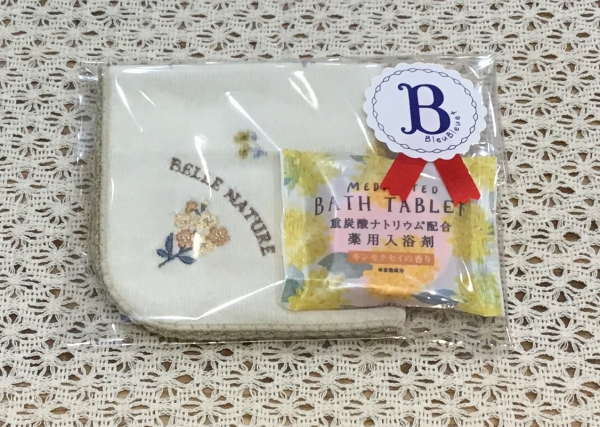 BELLE NATURE
B
BleuBleuet
MEDICATED
BATH TABLET
重炭酸ナトリウム配合
薬用入浴剤
キンモクセイの香り